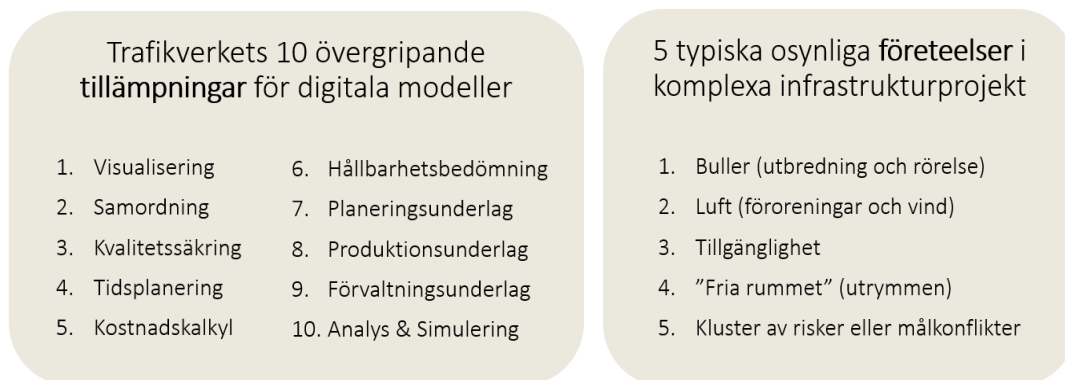 Trafikverkets 10 övergripande
tillämpningar för digitala modeller
1. Visualisering
2. Samordning
3. Kvalitetssäkring
4. Tidsplanering
5. Kostnadskalkyl
6. Hållbarhetsbedömning
7. Planeringsunderlag
8. Produktionsunderlag
9. Förvaltningsunderlag
10. Analys & Simulering
5 typiska osynliga företeelser i
komplexa infrastrukturprojekt
1. Buller (utbredning och rörelse)
2. Luft (föroreningar och vind)
3. Tillgänglighet
4. ”Fria rummet” (utrymmen)
5. Kluster av risker eller målkonflikter